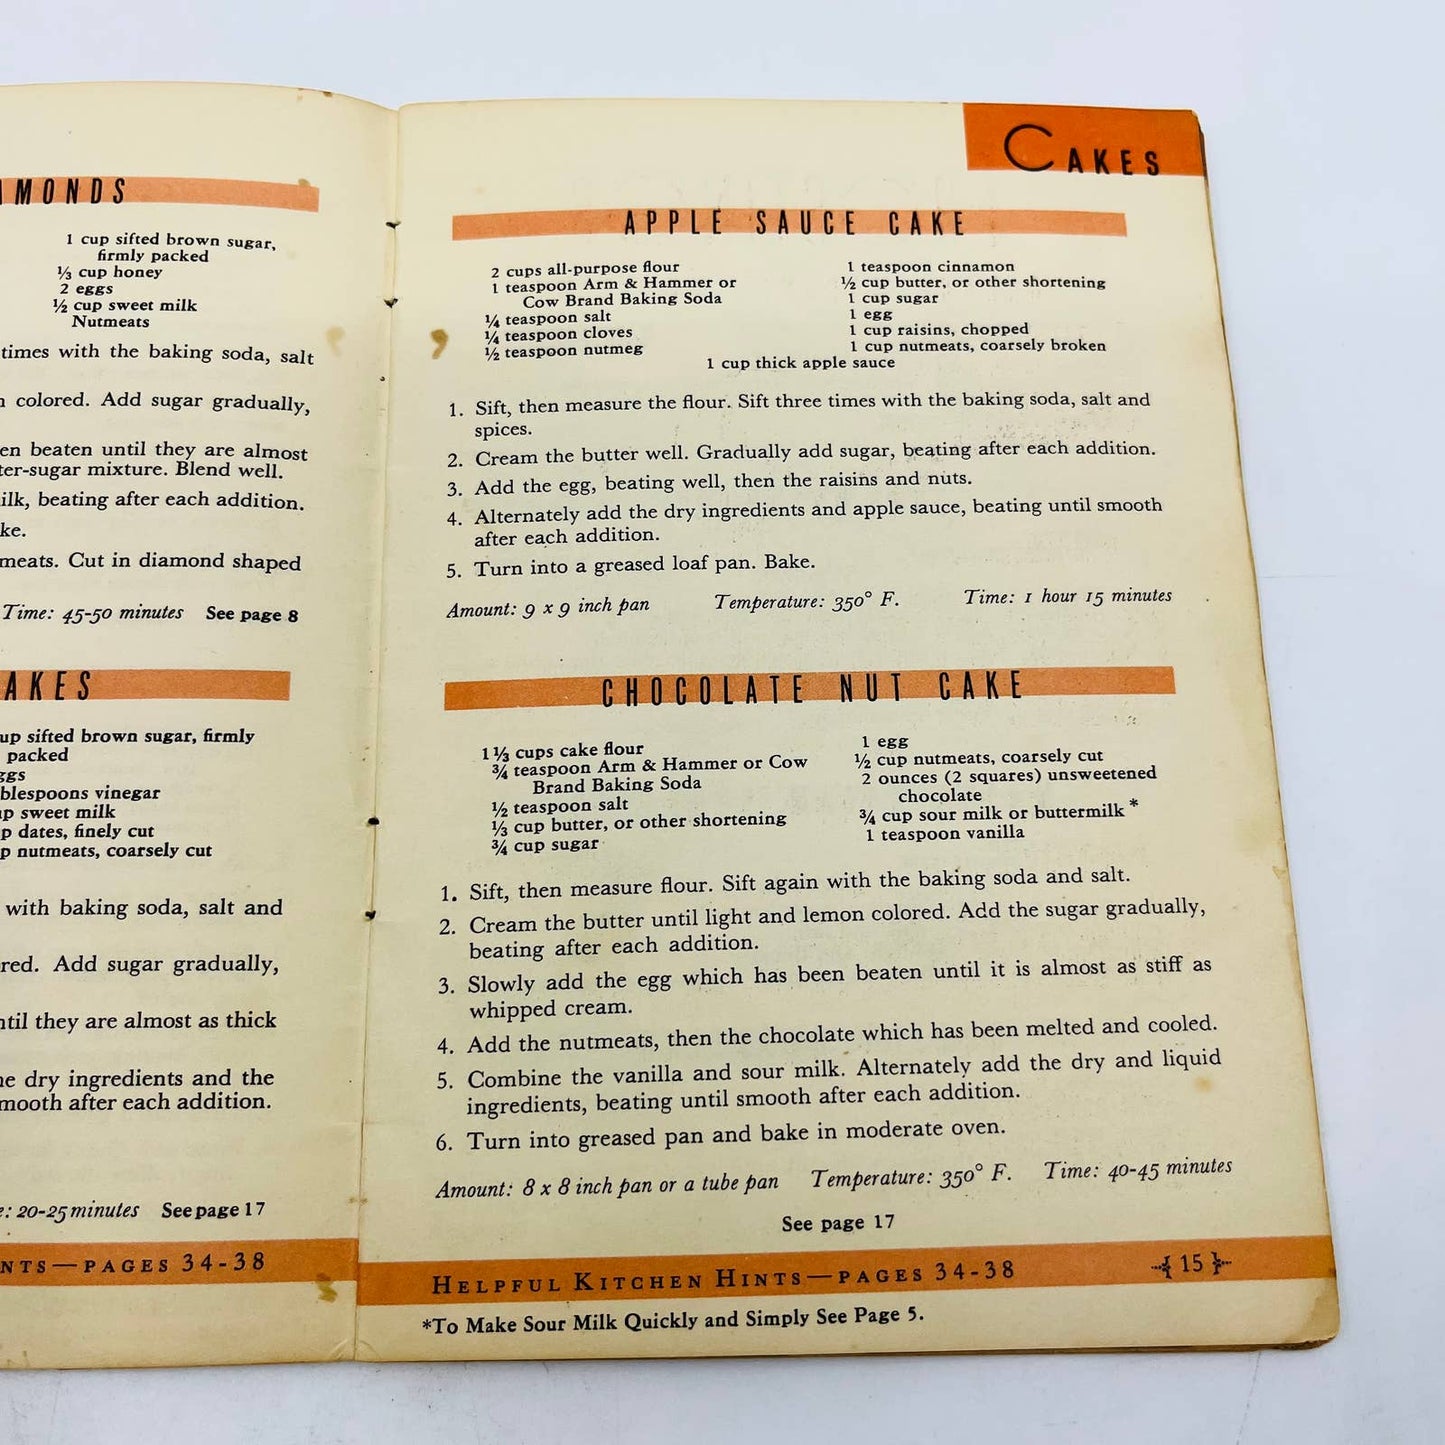 MONDS
1 cup sifted brown sugar,
firmly packed
⅓ cup honey
2 eggs
½ cup sweet milk
Nutmeats
times with the baking soda, salt
colored. Add sugar gradually,
en beaten until they are almost
ter-sugar mixture. Blend well.
ilk, beating after each addition.
ke.
meats. Cut in diamond shaped
Time: 45-50 minutes See page 8
AKES
up sifted brown sugar, firmly
packed
ggs
blespoons vinegar
up sweet milk
p dates, finely cut
p nutmeats, coarsely cut
with baking soda, salt and
red. Add sugar gradually,
ntil they are almost as thick
he dry ingredients and the
mooth after each addition.
e: 20-25 minutes See page 17
NTS—PAGES 34-38
CAKES
APPLE SAUCE CAKE
2 cups all-purpose flour
1 teaspoon Arm & Hammer or
Cow Brand Baking Soda
¼ teaspoon salt
¼ teaspoon cloves
½ teaspoon nutmeg
1 teaspoon cinnamon
½ cup butter, or other shortening
1 cup sugar
1 egg
1 cup raisins, chopped
1 cup nutmeats, coarsely broken
1 cup thick apple sauce
1. Sift, then measure the flour. Sift three times with the baking soda, salt and
spices.
2. Cream the butter well. Gradually add sugar, beating after each addition.
3. Add the egg, beating well, then the raisins and nuts.
4. Alternately add the dry ingredients and apple sauce, beating until smooth
after each addition.
5. Turn into a greased loaf pan. Bake.
Amount: 9 x 9 inch pan Temperature: 350° F. Time: 1 hour 15 minutes
CHOCOLATE NUT CAKE
1⅓ cups cake flour
¾ teaspoon Arm & Hammer or Cow
Brand Baking Soda
½ teaspoon salt
⅓ cup butter, or other shortening
¾ cup sugar
1 egg
½ cup nutmeats, coarsely cut
2 ounces (2 squares) unsweetened
chocolate
¾ cup sour milk or buttermilk*
1 teaspoon vanilla
1. Sift, then measure flour. Sift again with the baking soda and salt.
2. Cream the butter until light and lemon colored. Add the sugar gradually,
beating after each addition.
3. Slowly add the egg which has been beaten until it is almost as stiff as
whipped cream.
4. Add the nutmeats, then the chocolate which has been melted and cooled.
5. Combine the vanilla and sour milk. Alternately add the dry and liquid
ingredients, beating until smooth after each addition.
6. Turn into greased pan and bake in moderate oven.
Amount: 8 x 8 inch pan or a tube pan Temperature: 350° F. Time: 40-45 minutes
See page 17
HELPFUL KITCHEN HINTS—PAGES 34-38 {15}
*To Make Sour Milk Quickly and Simply See Page 5.